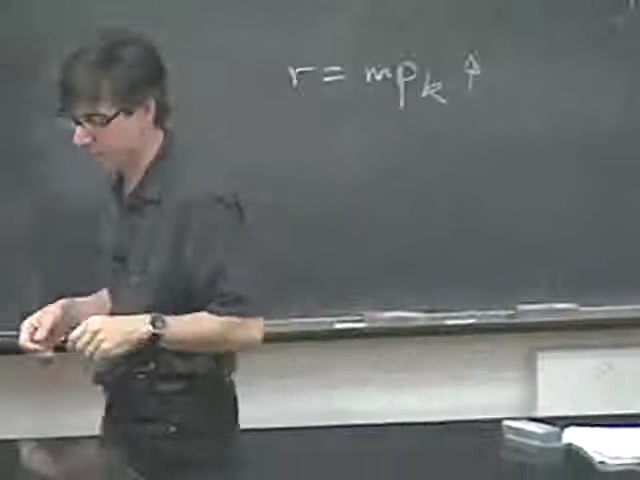 r = mp_k ↑